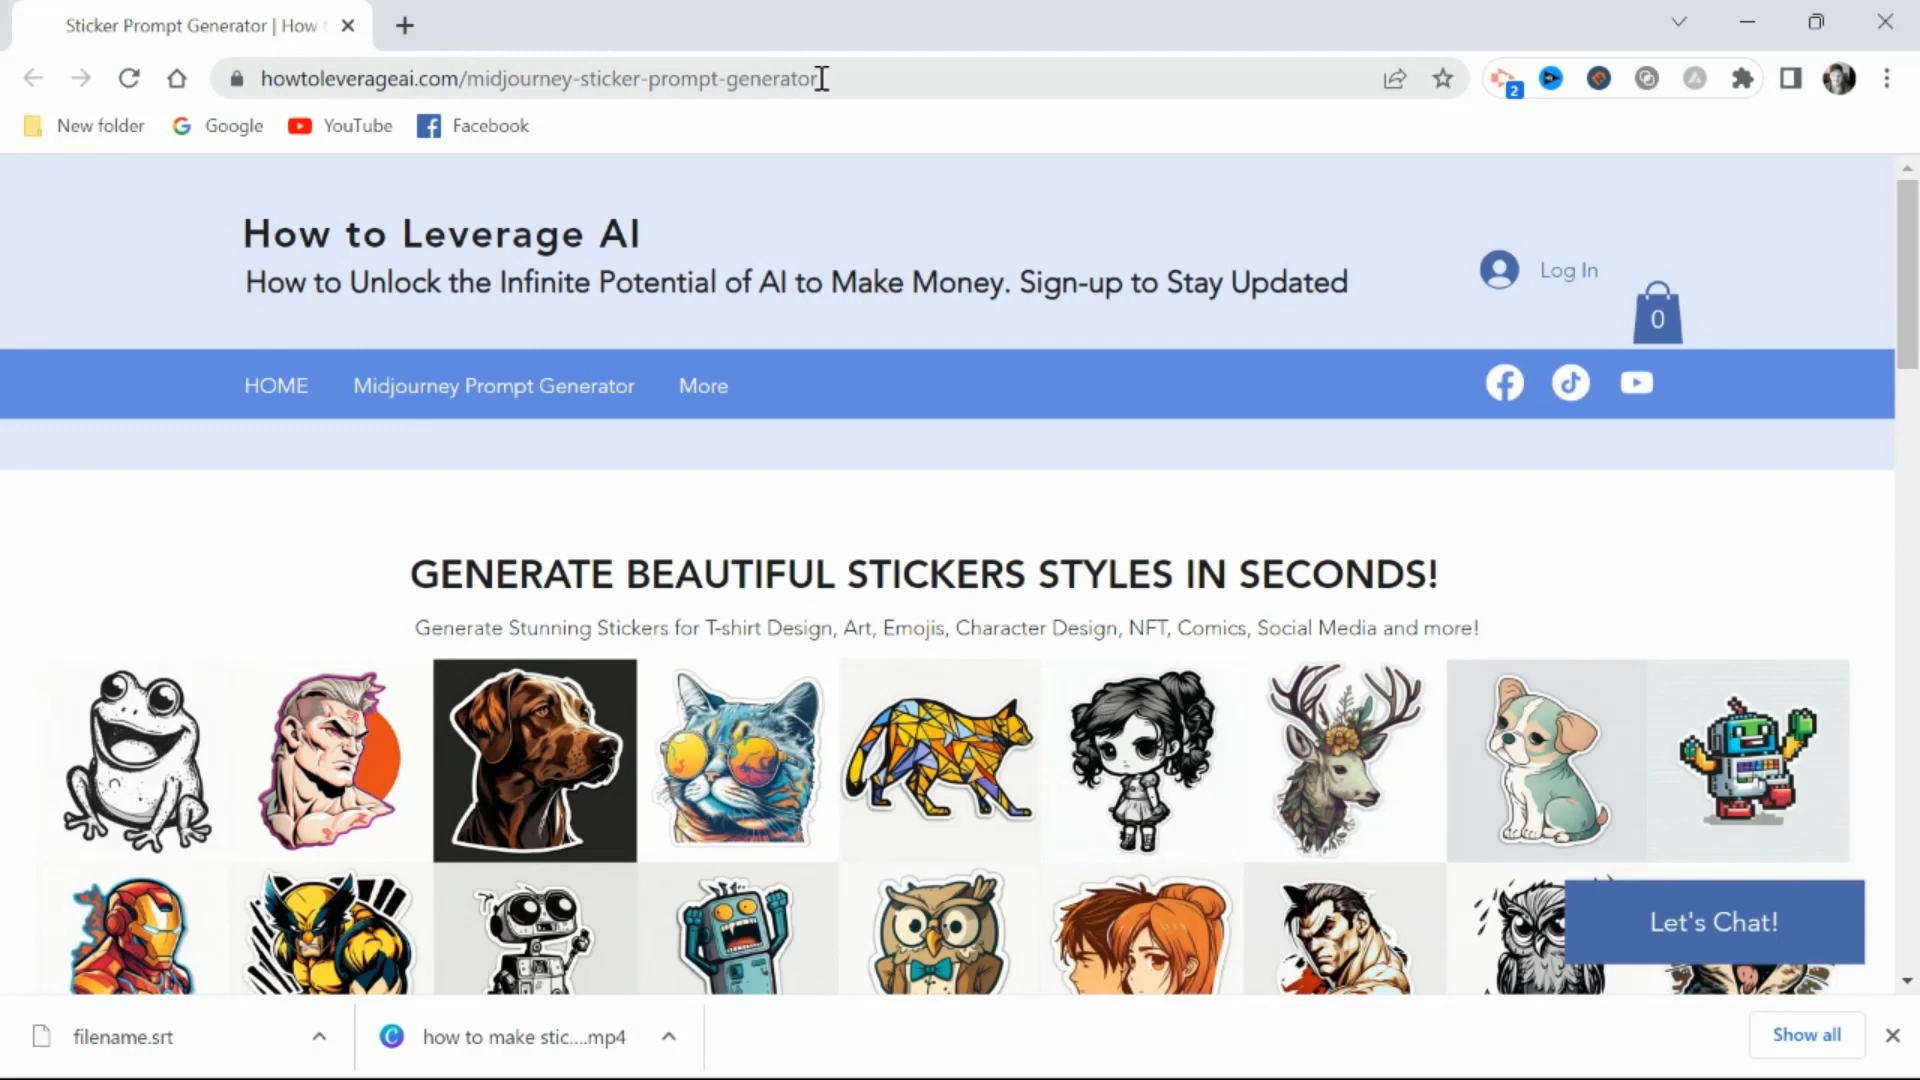 Sticker Prompt Generator | How
howtoleverageai.com/midjourney-sticker-prompt-generator
2
New folder
Google
YouTube
Facebook
How to Leverage AI
How to Unlock the Infinite Potential of AI to Make Money. Sign-up to Stay Updated
Log In
0
HOME
Midjourney Prompt Generator
More
GENERATE BEAUTIFUL STICKERS STYLES IN SECONDS!
Generate Stunning Stickers for T-shirt Design, Art, Emojis, Character Design, NFT, Comics, Social Media and more!
Let's Chat!
filename.srt
how to make stic....mp4
Show all